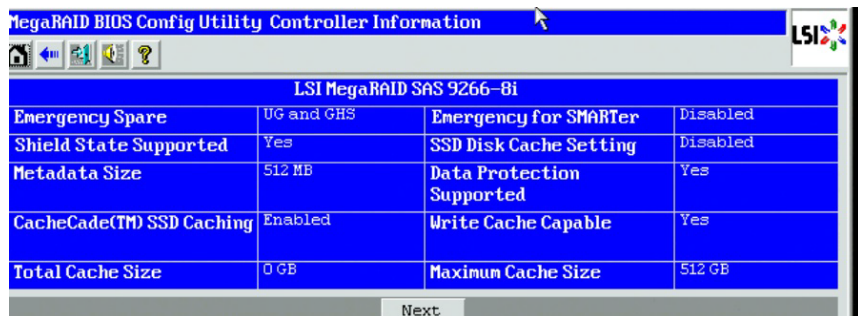 MegaRAID BIOS Config Utility Controller Information
LSI
?
LSI MegaRAID SAS 9266-8i
Emergency Spare UG and GHS Emergency for SMARTer Disabled
Shield State Supported Yes SSD Disk Cache Setting Disabled
Metadata Size 512 MB Data Protection Yes
Supported
CacheCade(TM) SSD Caching Enabled Write Cache Capable Yes
Total Cache Size 0 GB Maximum Cache Size 512 GB
Next